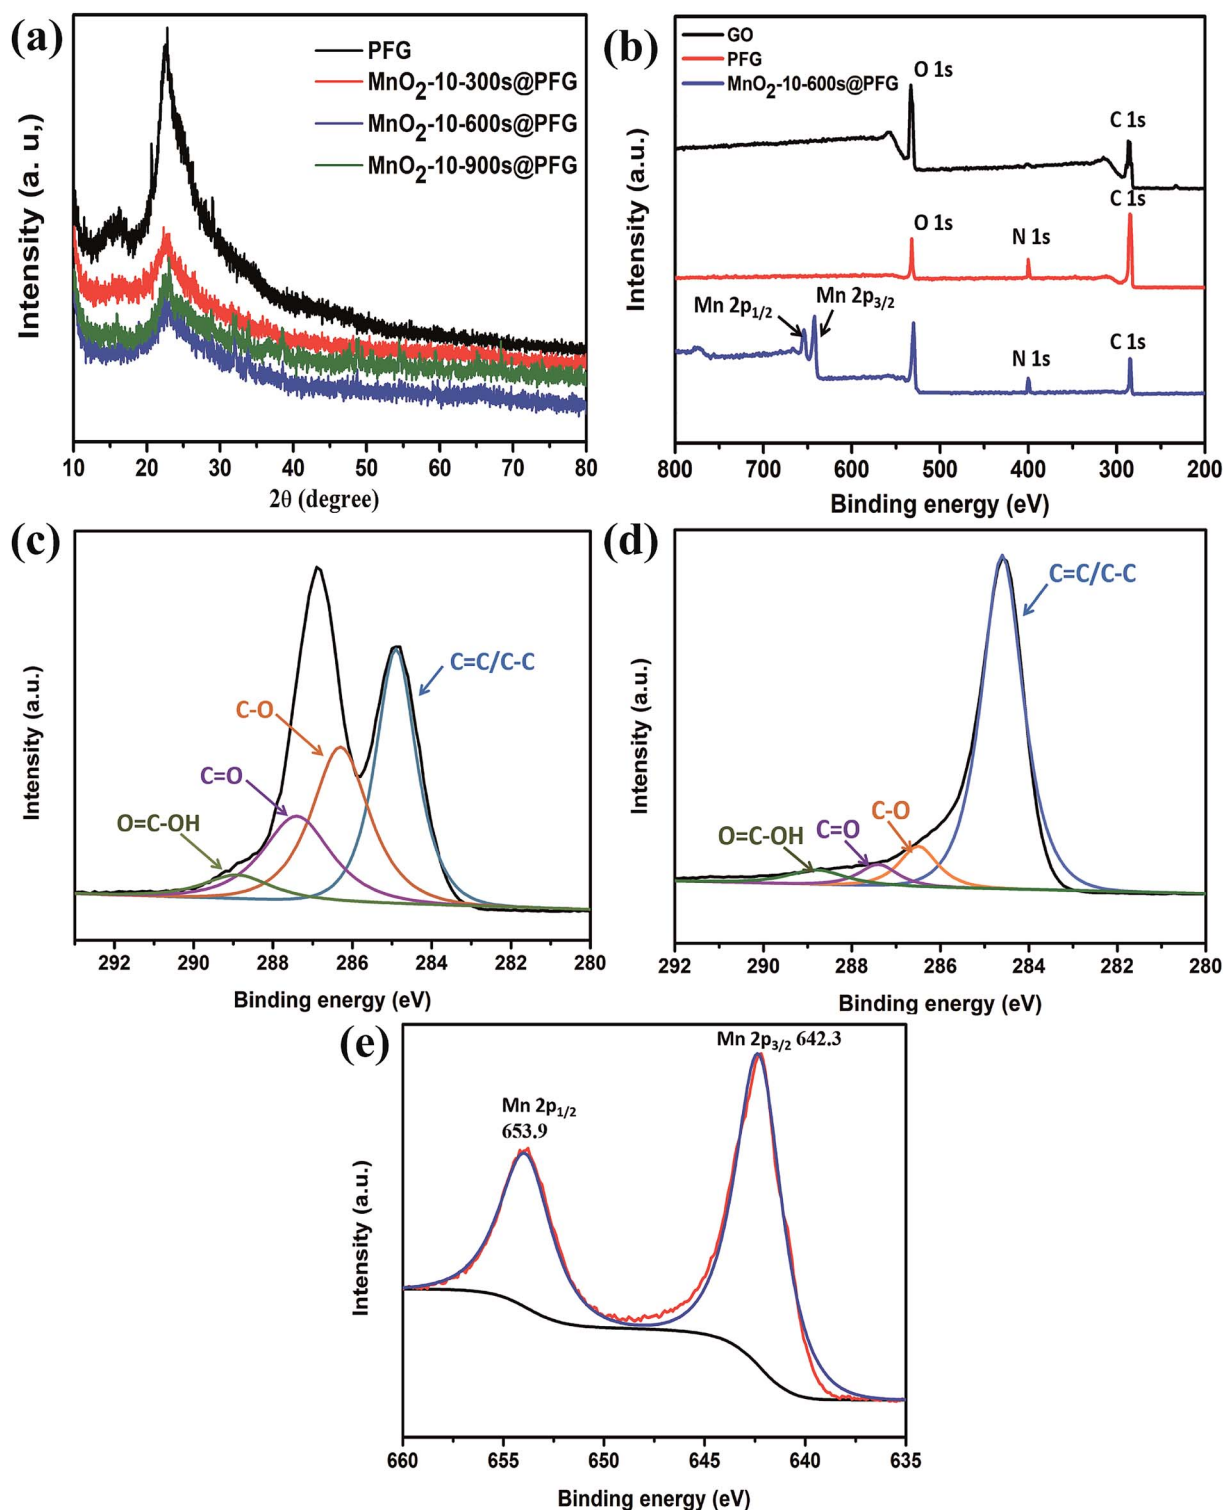 (a)
Intensity (a. u,)
PFG
MnO2-10-300s@PFG
MnO2-10-600s@PFG
MnO2-10-900s@PFG
10 20 30 40 50 60 70 80
2θ (degree)
(b)
Intensity (a.u.)
GO
PFG
MnO2-10-600s@PFG
O 1s
C 1s
O 1s
N 1s
C 1s
Mn 2p1/2
Mn 2p3/2
N 1s
C 1s
800 700 600 500 400 300 200
Binding energy (eV)
(c)
Intensity (a.u.)
C=C/C-C
C-O
C=O
O=C-OH
292 290 288 286 284 282 280
Binding energy (eV)
(d)
Intensity (a.u.)
C=C/C-C
C-O
C=O
O=C-OH
292 290 288 286 284 282 280
Binding energy (eV)
(e)
Intensity (a.u.)
Mn 2p3/2 642.3
Mn 2p1/2
653.9
660 655 650 645 640 635
Binding energy (eV)